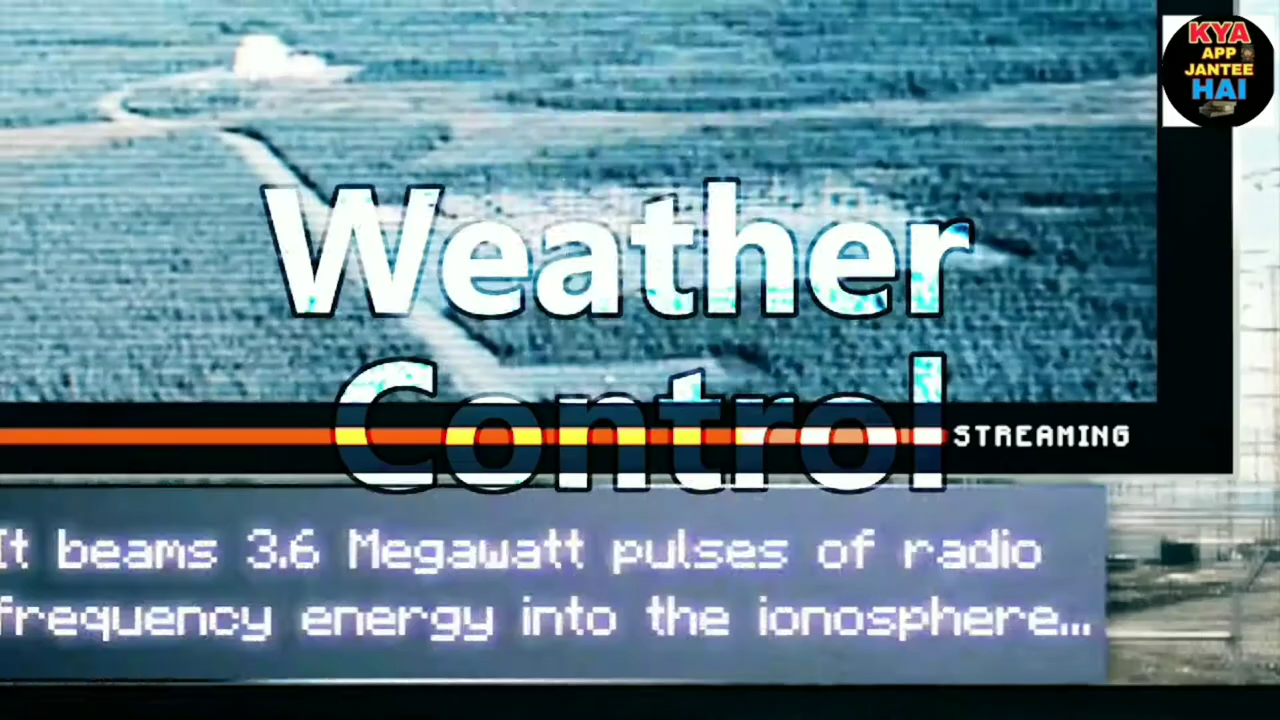 KYA
APP
JANTEE
HAI
Weather
Control
STREAMING
It beams 3.6 Megawatt pulses of radio
frequency energy into the ionosphere...